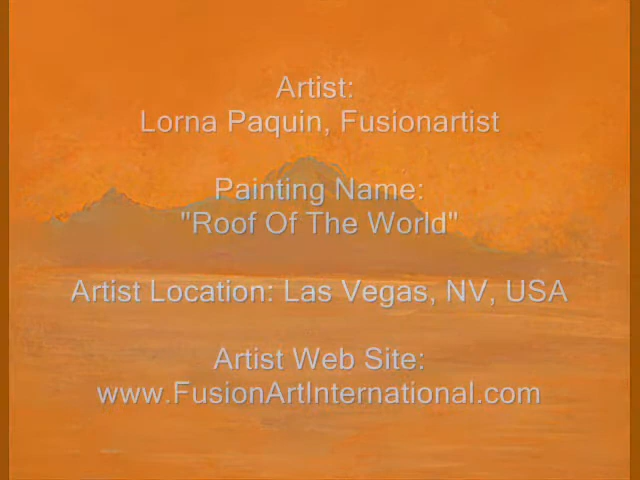 Artist:
Lorna Paquin, Fusionartist
Painting Name:
"Roof Of The World"
Artist Location: Las Vegas, NV, USA
Artist Web Site:
www.FusionArtInternational.com